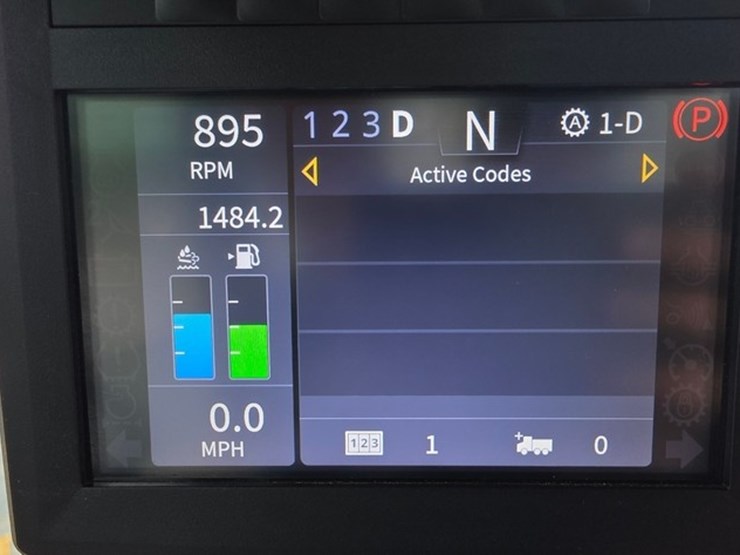 895
RPM
1484.2
0.0
MPH
1 2 3 D
N
A 1-D
P
Active Codes
123 1
0